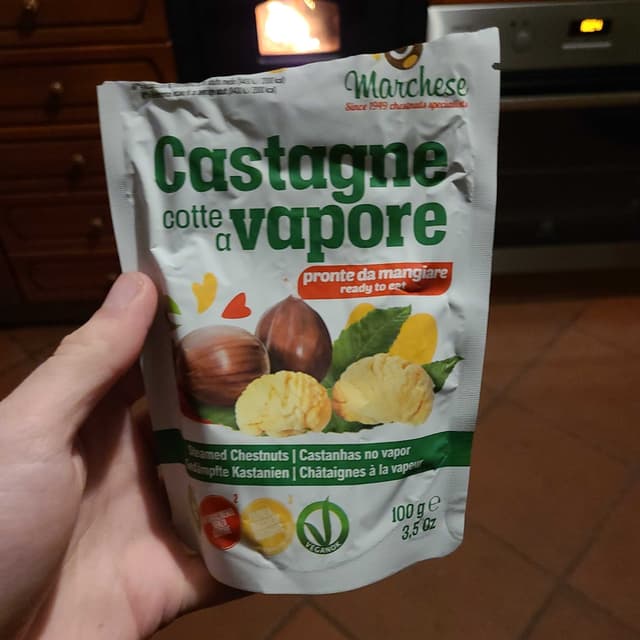 Marchese
Since 1949 chestnuts specialists
Castagne
cotte
a vapore
pronte da mangiare
ready to eat
Steamed Chestnuts | Castanhas no vapor
Gedämpfte Kastanien | Châtaignes à la vapeur
VEGANOK
100 g e
3,5 Oz